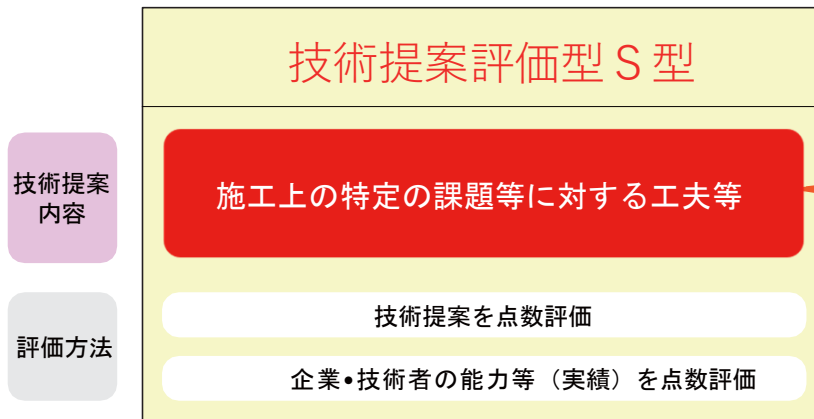 技術提案評価型S型
技術提案
内容
施工上の特定の課題等に対する工夫等
評価方法
技術提案を点数評価
企業•技術者の能力等（実績）を点数評価